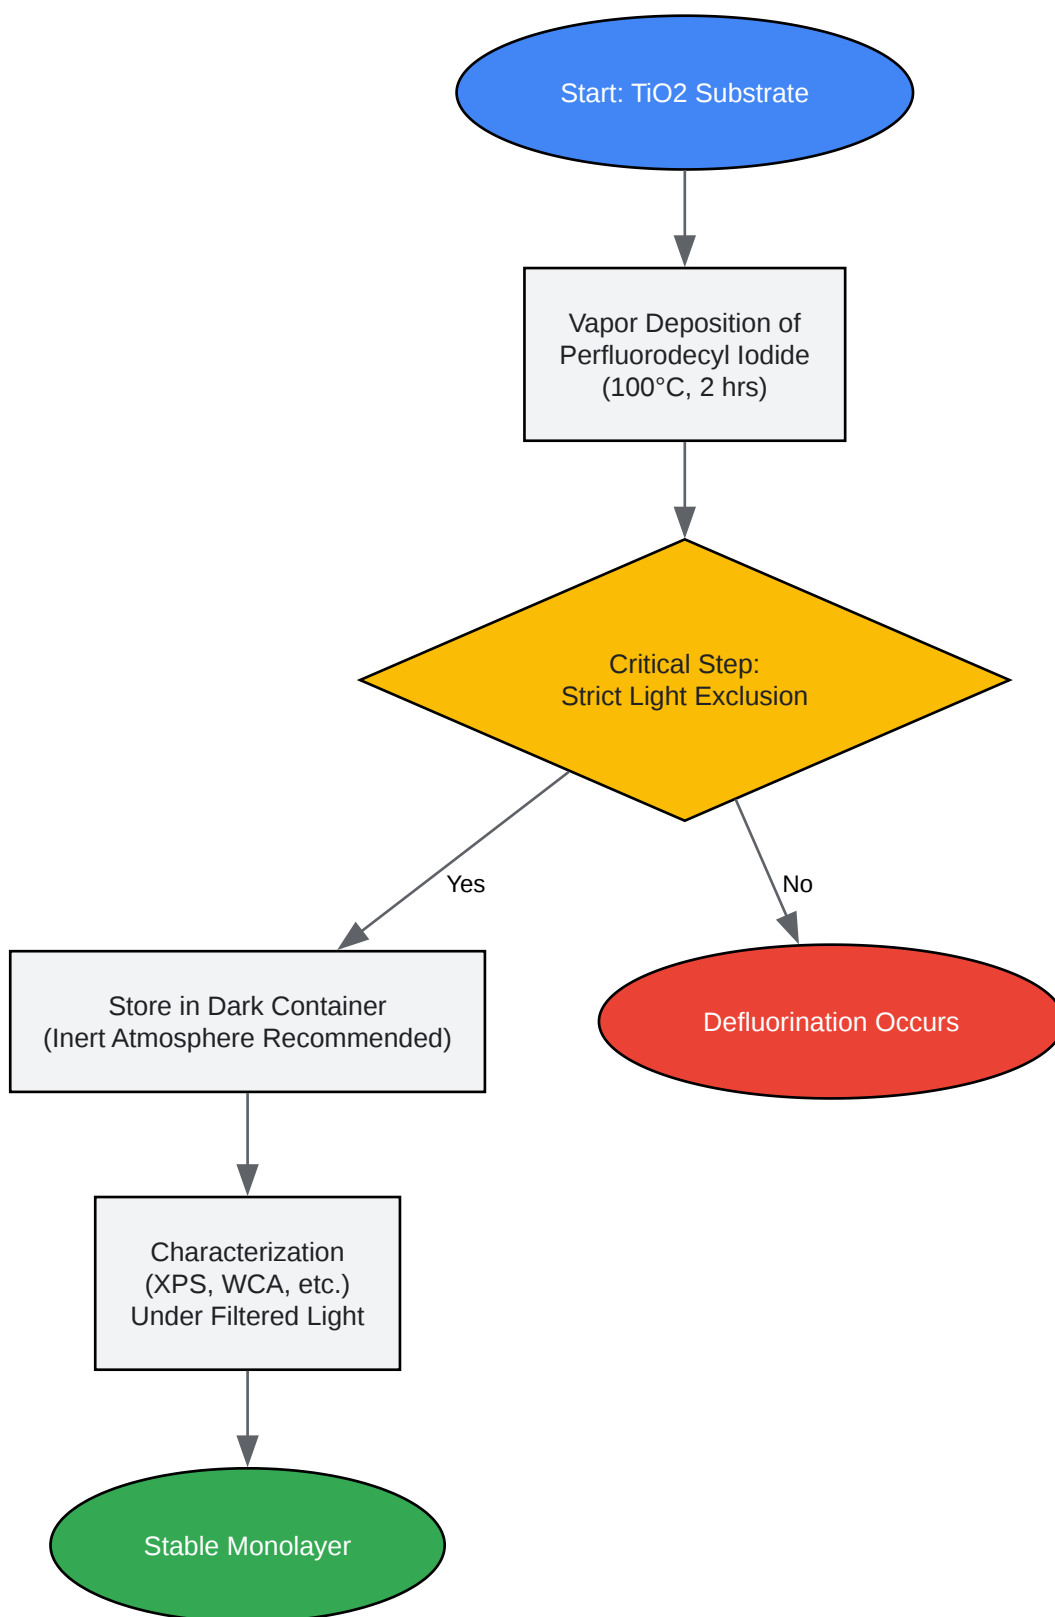 Start: TiO2 Substrate
Vapor Deposition of
Perfluorodecyl Iodide
(100°C, 2 hrs)
Critical Step:
Strict Light Exclusion
Yes
No
Store in Dark Container
(Inert Atmosphere Recommended)
Defluorination Occurs
Characterization
(XPS, WCA, etc.)
Under Filtered Light
Stable Monolayer